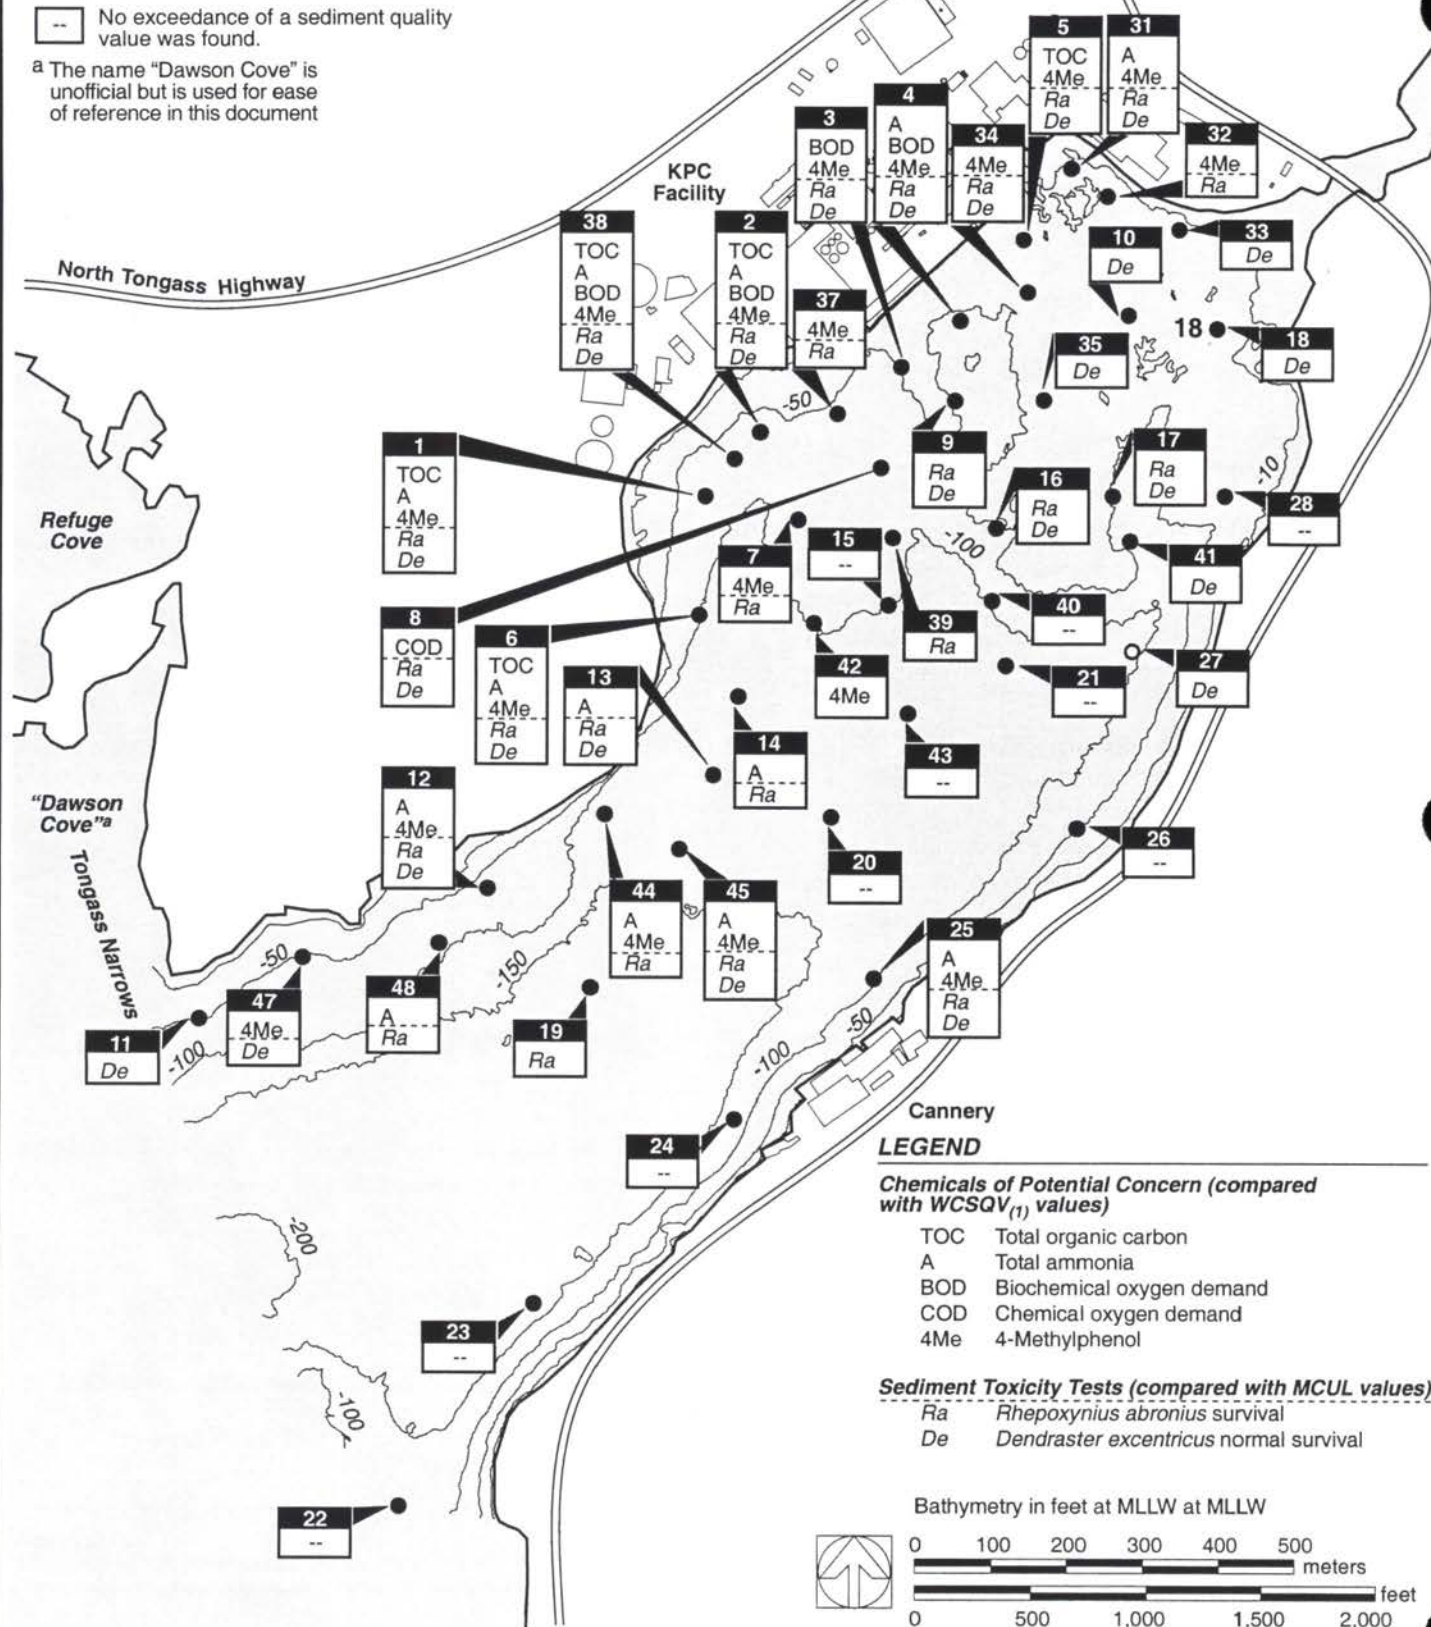 -- No exceedance of a sediment quality
value was found.
a The name “Dawson Cove” is
unofficial but is used for ease
of reference in this document
5
TOC
4Me
Ra
De
31
A
4Me
Ra
De
4
A
BOD
4Me
Ra
De
3
BOD
4Me
Ra
De
34
4Me
Ra
De
32
4Me
Ra
KPC
Facility
38
TOC
A
BOD
4Me
Ra
De
2
TOC
A
BOD
4Me
Ra
De
37
4Me
Ra
10
De
33
De
18
18
De
35
De
North Tongass Highway
-50
1
TOC
A
4Me
Ra
De
9
Ra
De
17
Ra
De
16
Ra
De
-10
28
--
Refuge
Cove
15
--
7
4Me
Ra
-100
41
De
8
COD
Ra
De
6
TOC
A
4Me
Ra
De
39
Ra
40
--
13
A
Ra
De
42
4Me
21
--
27
De
14
A
Ra
43
--
12
A
4Me
Ra
De
“Dawson
Cove”a
Tongass Narrows
20
--
26
--
44
A
4Me
Ra
45
A
4Me
Ra
De
25
A
4Me
Ra
De
-50
-150
47
4Me
De
48
A
Ra
19
Ra
11
De
-100
-50
-100
Cannery
24
--
-200
23
--
-100
22
--
LEGEND
Chemicals of Potential Concern (compared
with WCSQV(1) values)
TOC Total organic carbon
A Total ammonia
BOD Biochemical oxygen demand
COD Chemical oxygen demand
4Me 4-Methylphenol
Sediment Toxicity Tests (compared with MCUL values)
Ra Rhepoxynius abronius survival
De Dendraster excentricus normal survival
Bathymetry in feet at MLLW at MLLW
0 100 200 300 400 500
meters
feet
0 500 1,000 1,500 2,000